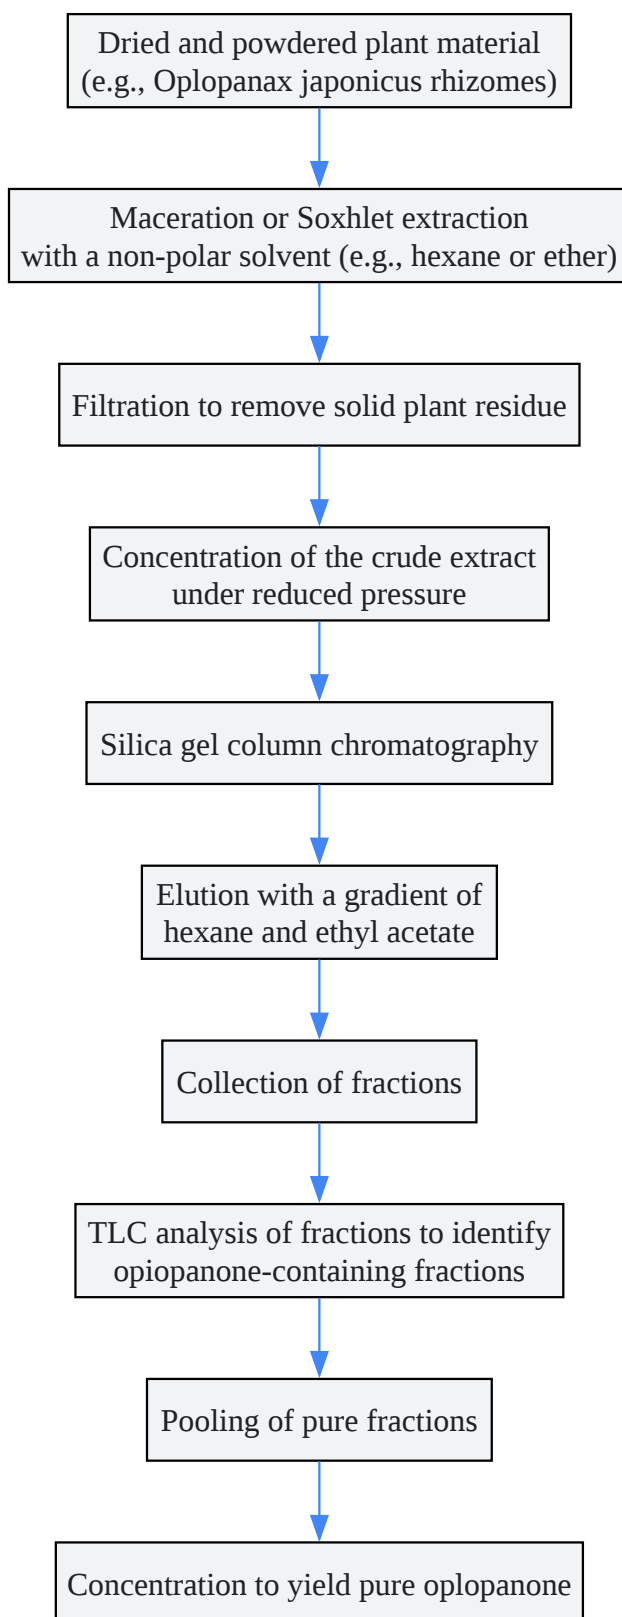 Dried and powdered plant material
(e.g., Oplopanax japonicus rhizomes)
Maceration or Soxhlet extraction
with a non-polar solvent (e.g., hexane or ether)
Filtration to remove solid plant residue
Concentration of the crude extract
under reduced pressure
Silica gel column chromatography
Elution with a gradient of
hexane and ethyl acetate
Collection of fractions
TLC analysis of fractions to identify
opiopanone-containing fractions
Pooling of pure fractions
Concentration to yield pure oplopanone